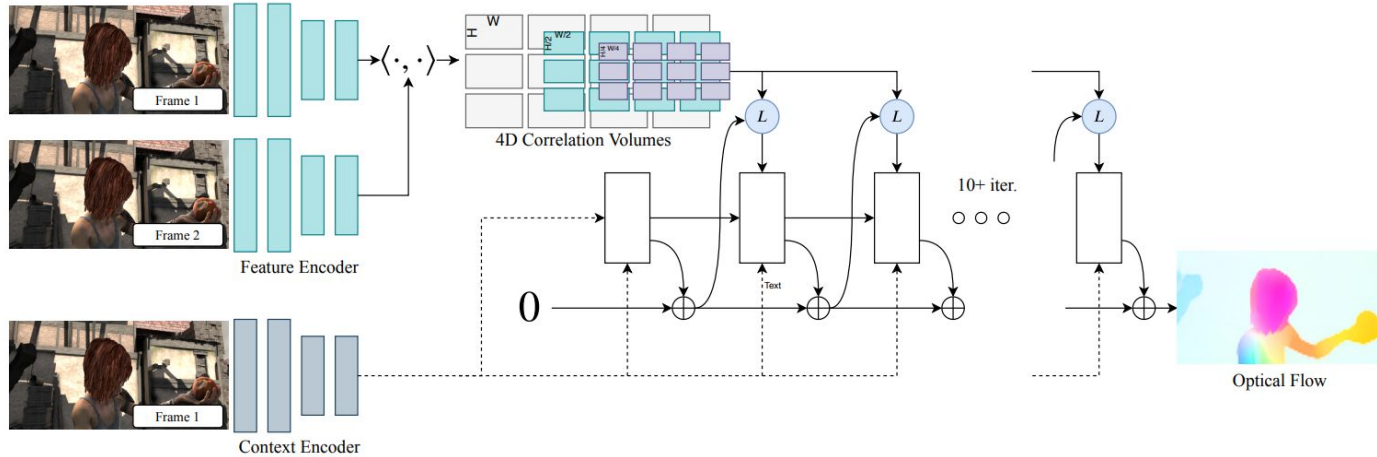 Frame 1
Frame 2
Feature Encoder
Frame 1
Context Encoder
⟨·,·⟩
H W
H/2 W/2
H/4 W/4
4D Correlation Volumes
L
L
L
10+ iter.
Text
0
Optical Flow